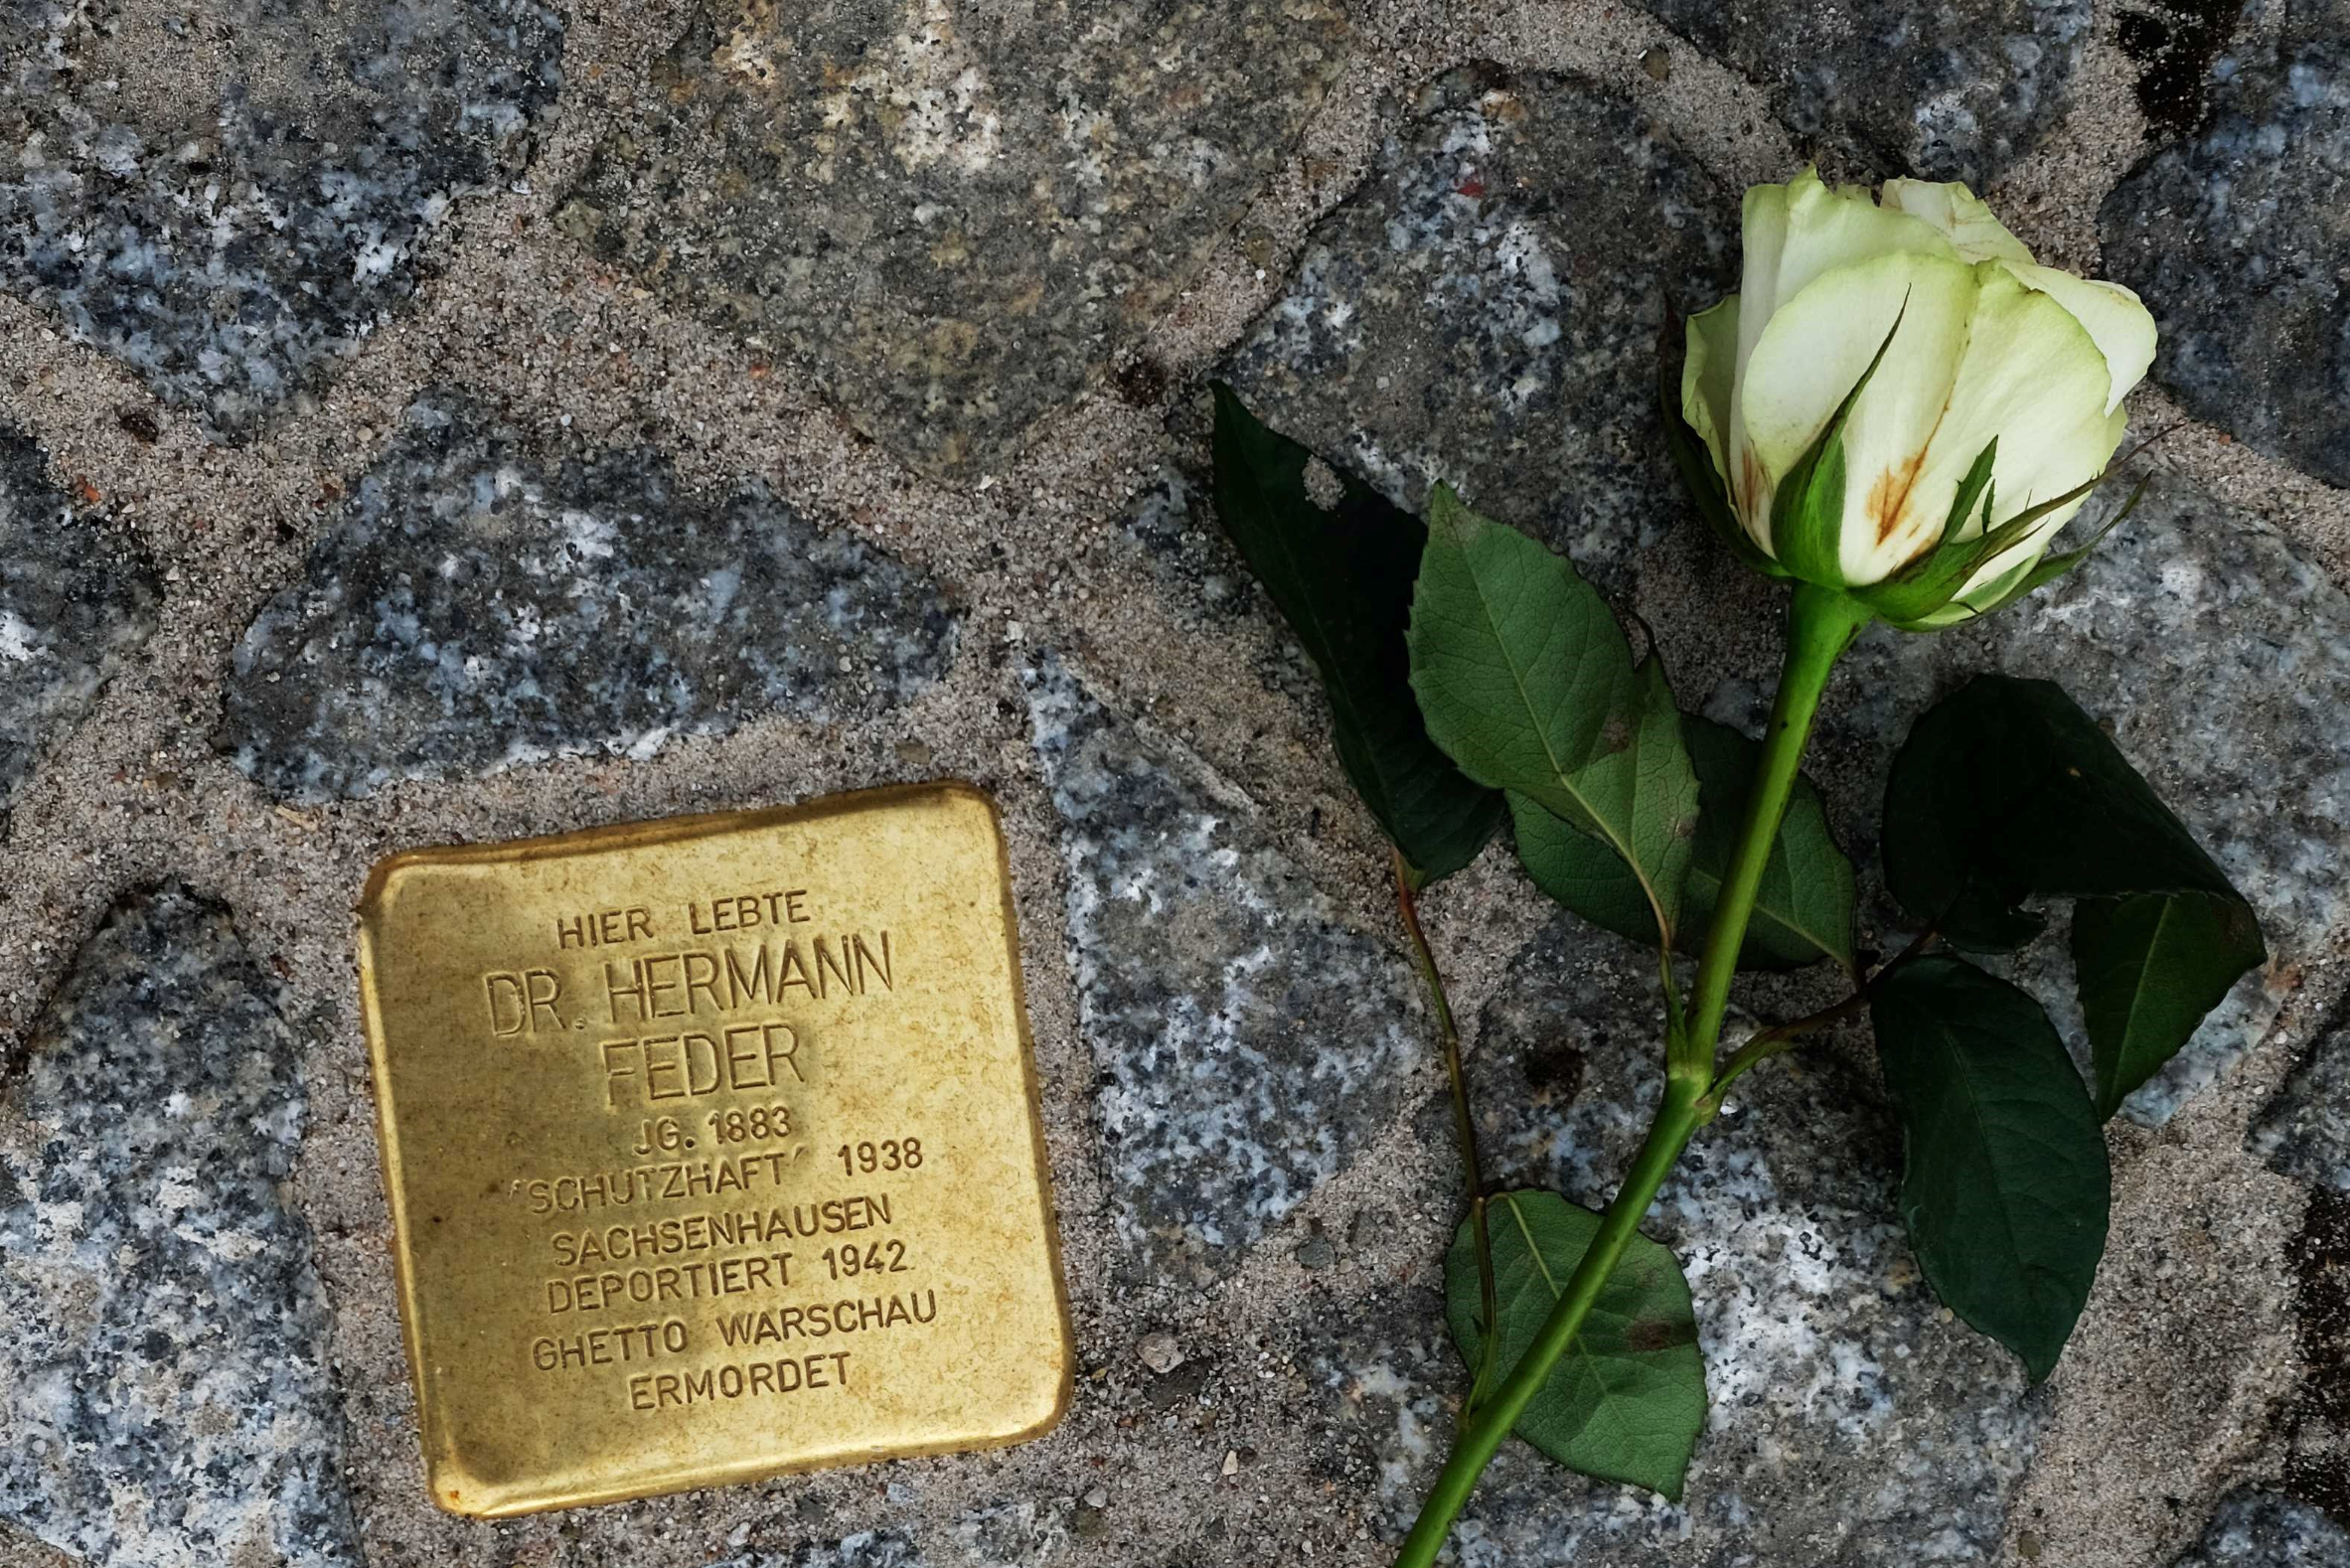 HIER LEBTE
DR. HERMANN
FEDER
JG. 1883
"SCHUTZHAFT" 1938
SACHSENHAUSEN
DEPORTIERT 1942
GHETTO WARSCHAU
ERMORDET